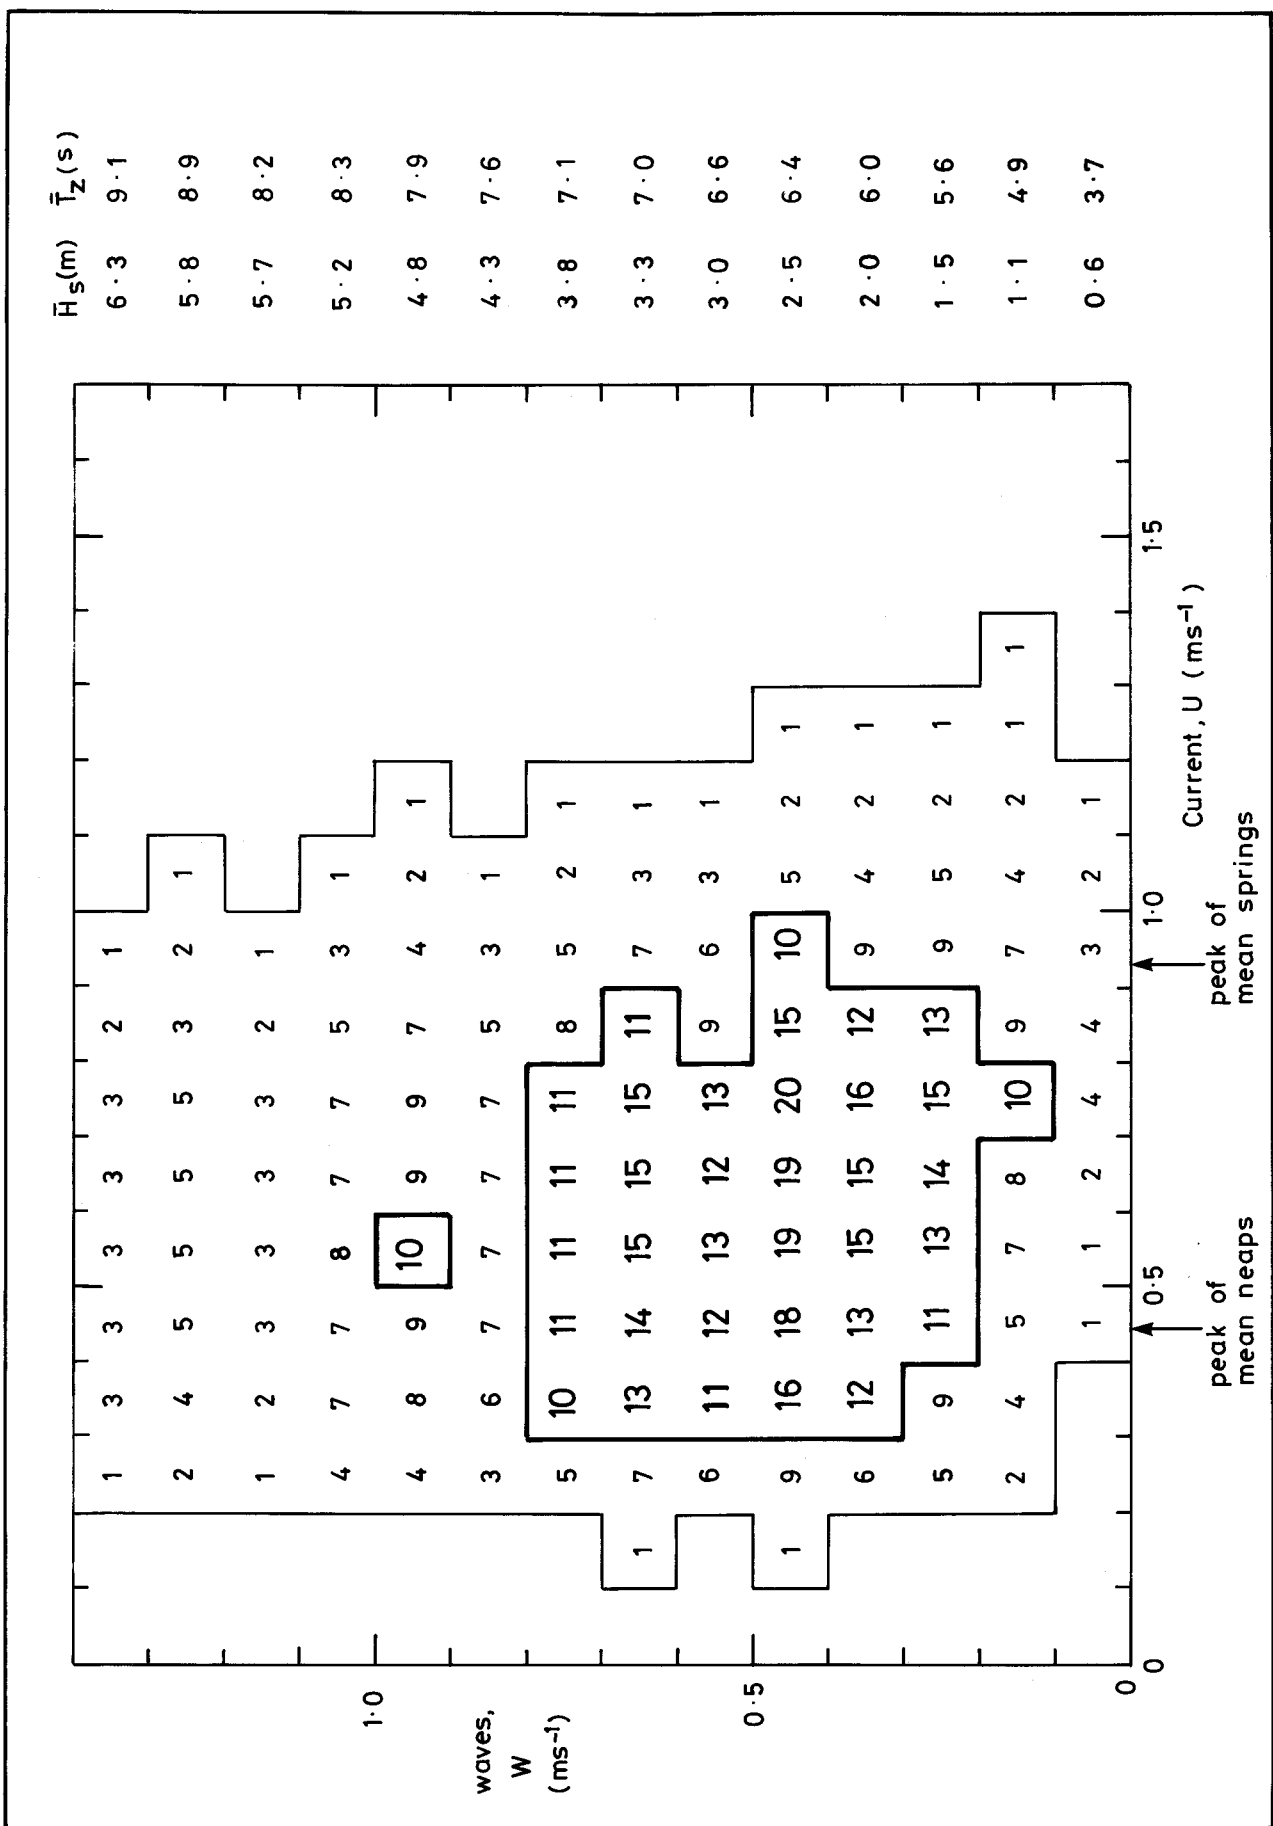 H̄s(m) T̄z(s)
1 3 3 3 3 3 2 1 6·3 9·1
2 4 5 5 5 5 3 2 1 5·8 8·9
1 2 3 3 3 3 2 1 5·7 8·2
4 7 7 8 7 7 5 3 1 5·2 8·3
1·0
4 8 9 10 9 9 7 4 2 1 4·8 7·9
waves,
W
(ms⁻¹)
3 6 7 7 7 7 5 3 1 4·3 7·6
5 10 11 11 11 11 8 5 2 1 3·8 7·1
1 7 13 14 15 15 15 11 7 3 1 3·3 7·0
6 11 12 13 12 13 9 6 3 1 3·0 6·6
0·5
1 9 16 18 19 19 20 15 10 5 2 1 2·5 6·4
6 12 13 15 15 16 12 9 4 2 1 2·0 6·0
5 9 11 13 14 15 13 9 5 2 1 1·5 5·6
2 4 5 7 8 10 9 7 4 2 1 1 1·1 4·9
1 1 2 4 4 4 3 2 1 0·6 3·7
0
0 0·5 1·0 1·5
Current, U (ms⁻¹)
peak of
mean neaps
peak of
mean springs